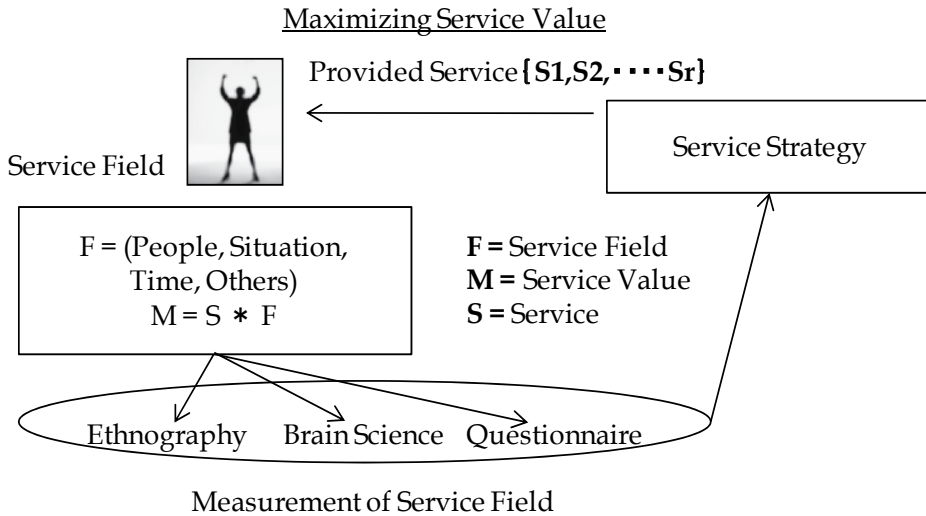 Maximizing Service Value
Provided Service {S1,S2,････Sr}
Service Strategy
Service Field
F = (People, Situation,
Time, Others)
M = S * F
F = Service Field
M = Service Value
S = Service
Ethnography Brain Science Questionnaire
Measurement of Service Field